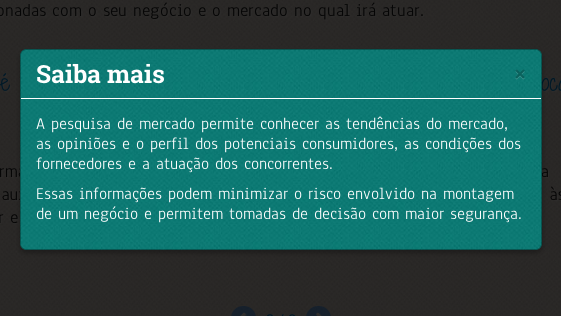 onadas com o seu negócio e o mercado no qual irá atuar.
é
Saiba mais
×
A pesquisa de mercado permite conhecer as tendências do mercado,
as opiniões e o perfil dos potenciais consumidores, as condições dos
fornecedores e a atuação dos concorrentes.
Essas informações podem minimizar o risco envolvido na montagem
de um negócio e permitem tomadas de decisão com maior segurança.